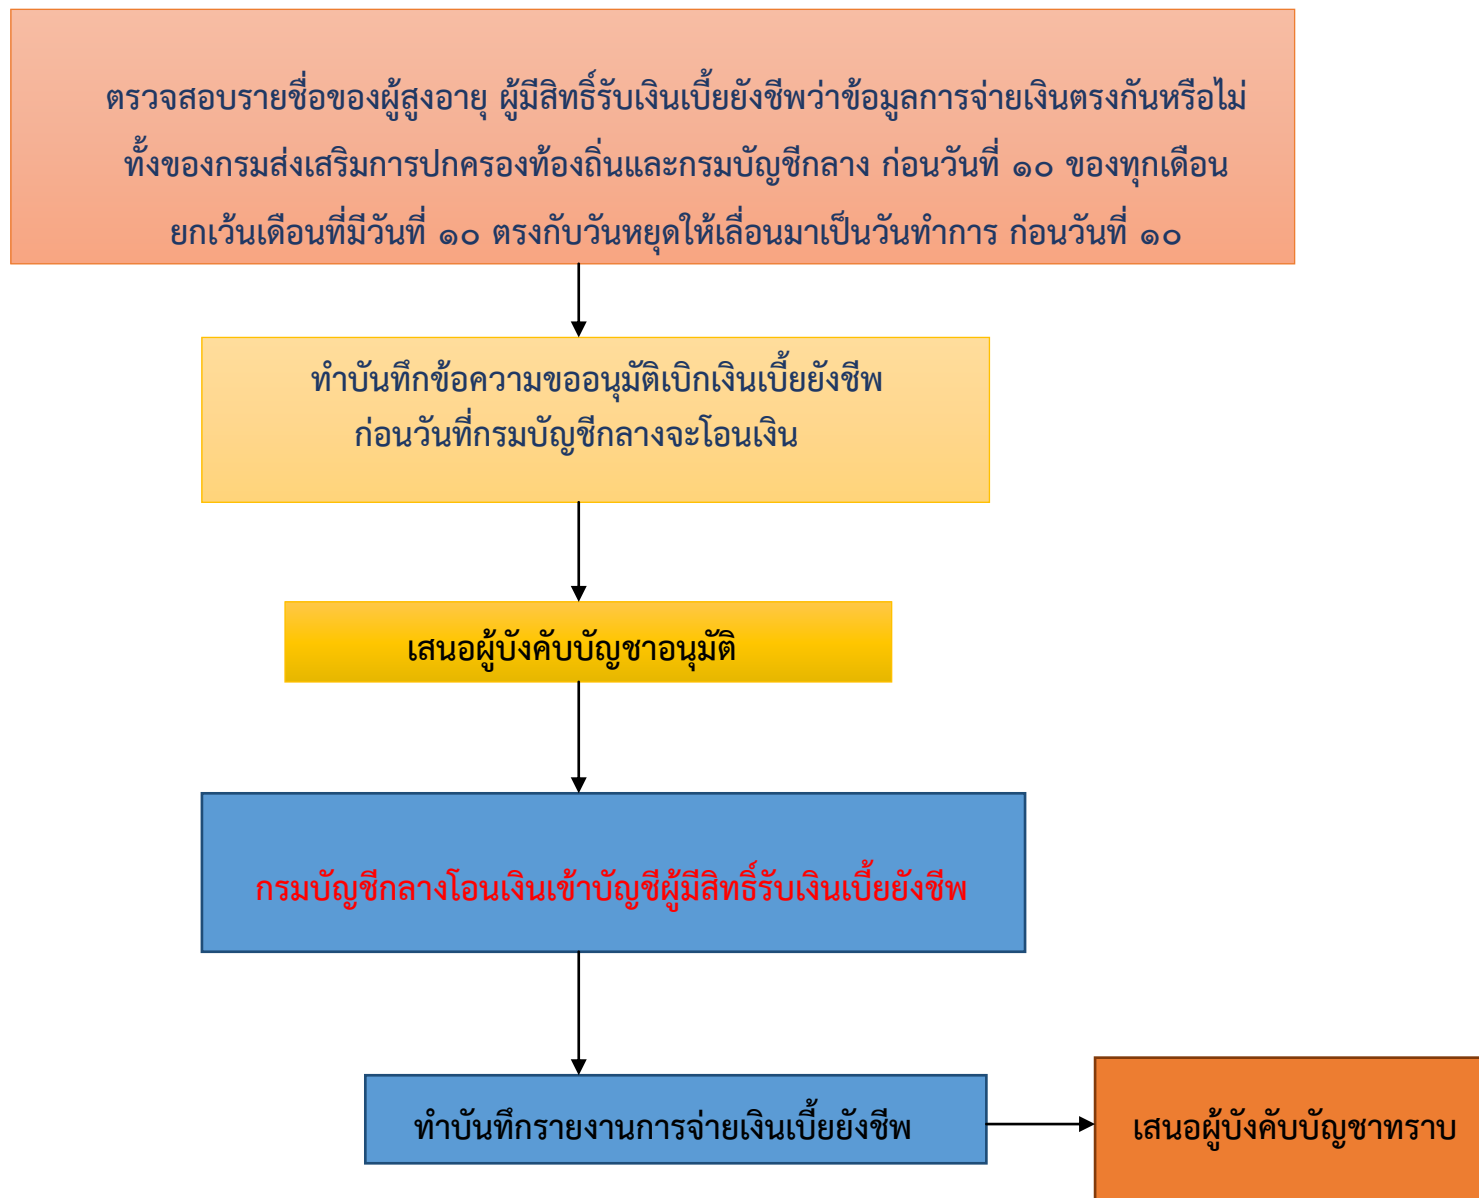 ตรวจสอบรายชื่อของผู้สูงอายุ ผู้มีสิทธิ์รับเงินเบี้ยยังชีพว่าข้อมูลการจ่ายเงินตรงกันหรือไม่
ทั้งของกรมส่งเสริมการปกครองท้องถิ่นและกรมบัญชีกลาง ก่อนวันที่ ๑๐ ของทุกเดือน
ยกเว้นเดือนที่มีวันที่ ๑๐ ตรงกับวันหยุดให้เลื่อนมาเป็นวันทำการ ก่อนวันที่ ๑๐
ทำบันทึกข้อความขออนุมัติเบิกเงินเบี้ยยังชีพ
ก่อนวันที่กรมบัญชีกลางจะโอนเงิน
เสนอผู้บังคับบัญชาอนุมัติ
กรมบัญชีกลางโอนเงินเข้าบัญชีผู้มีสิทธิ์รับเงินเบี้ยยังชีพ
ทำบันทึกรายงานการจ่ายเงินเบี้ยยังชีพ
เสนอผู้บังคับบัญชาทราบ